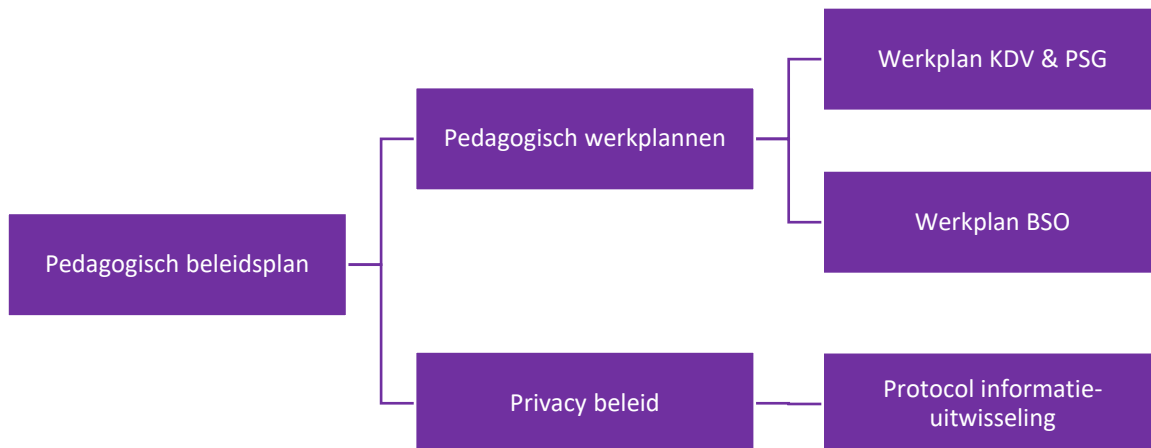 Werkplan KDV & PSG
Pedagogisch werkplannen
Werkplan BSO
Pedagogisch beleidsplan
Privacy beleid
Protocol informatie-
uitwisseling